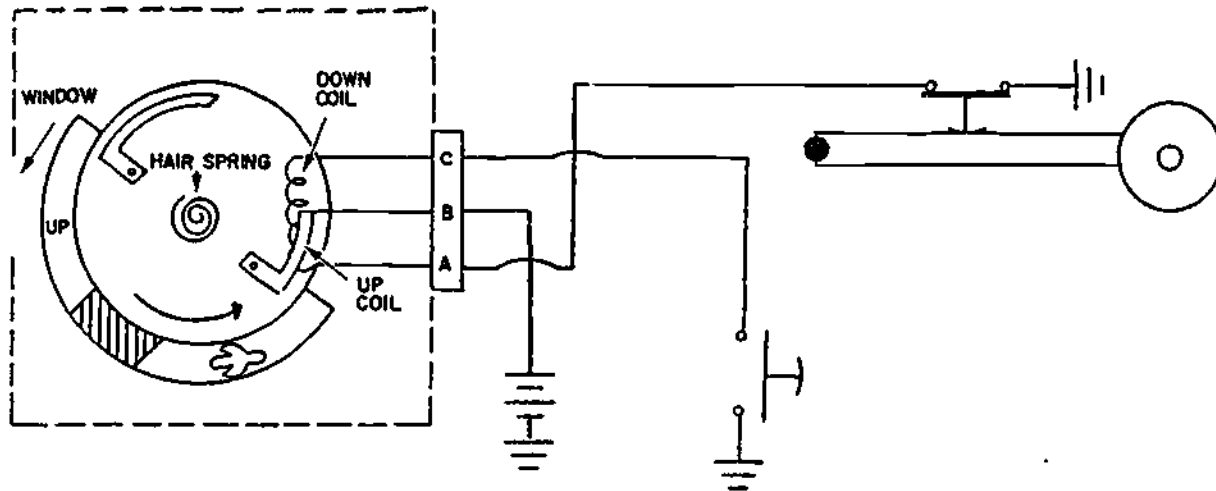 WINDOW
DOWN
COIL
HAIR SPRING
UP
UP
COIL
C
B
A